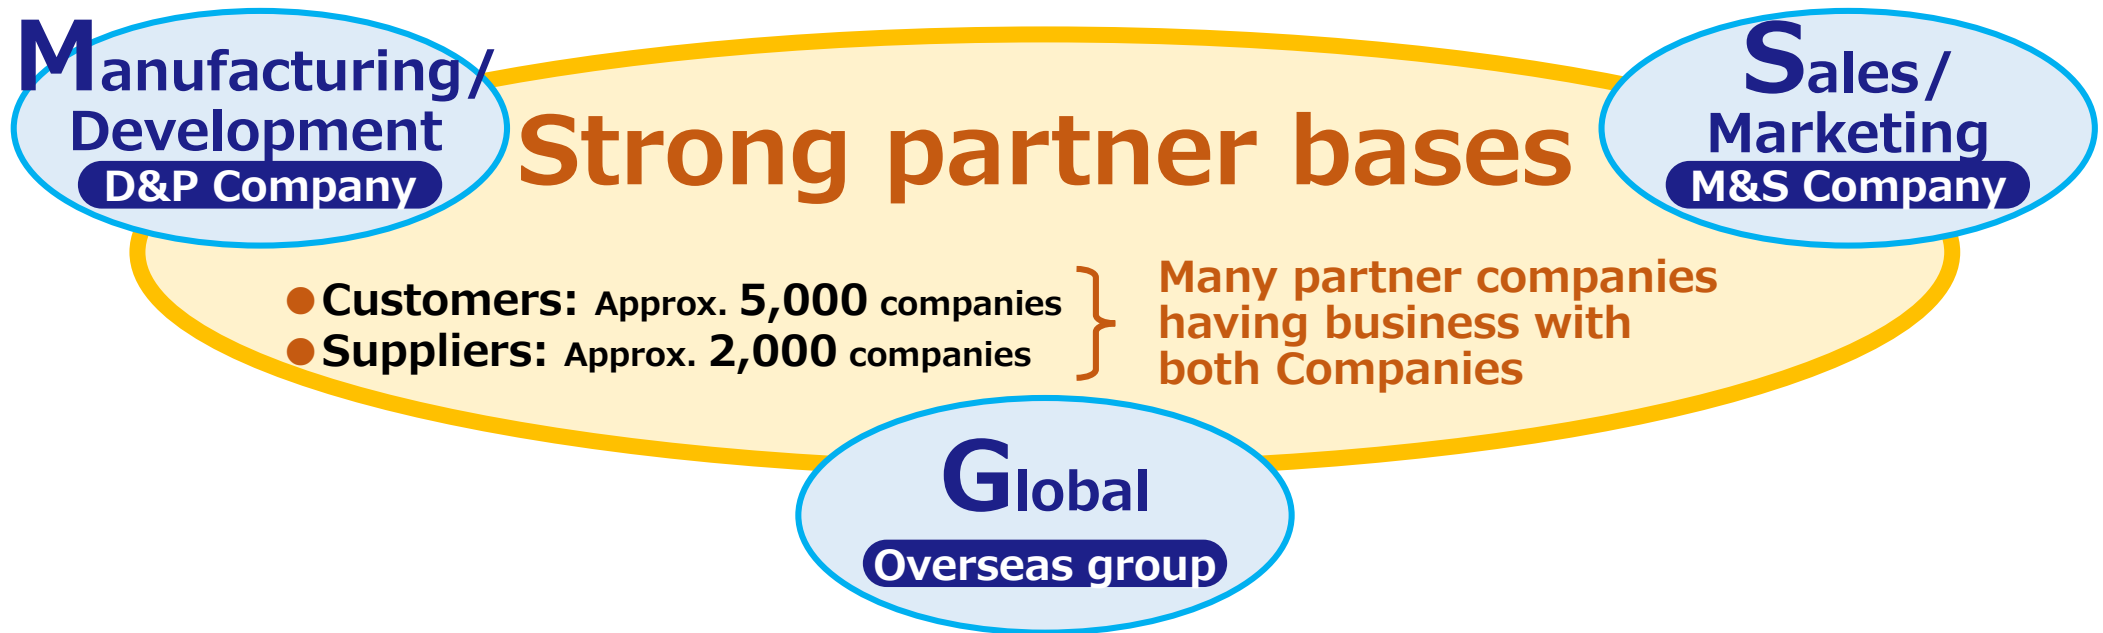 Manufacturing/
Development
D&P Company
Strong partner bases
Sales/
Marketing
M&S Company
●Customers: Approx. 5,000 companies
●Suppliers: Approx. 2,000 companies
Many partner companies
having business with
both Companies
Global
Overseas group